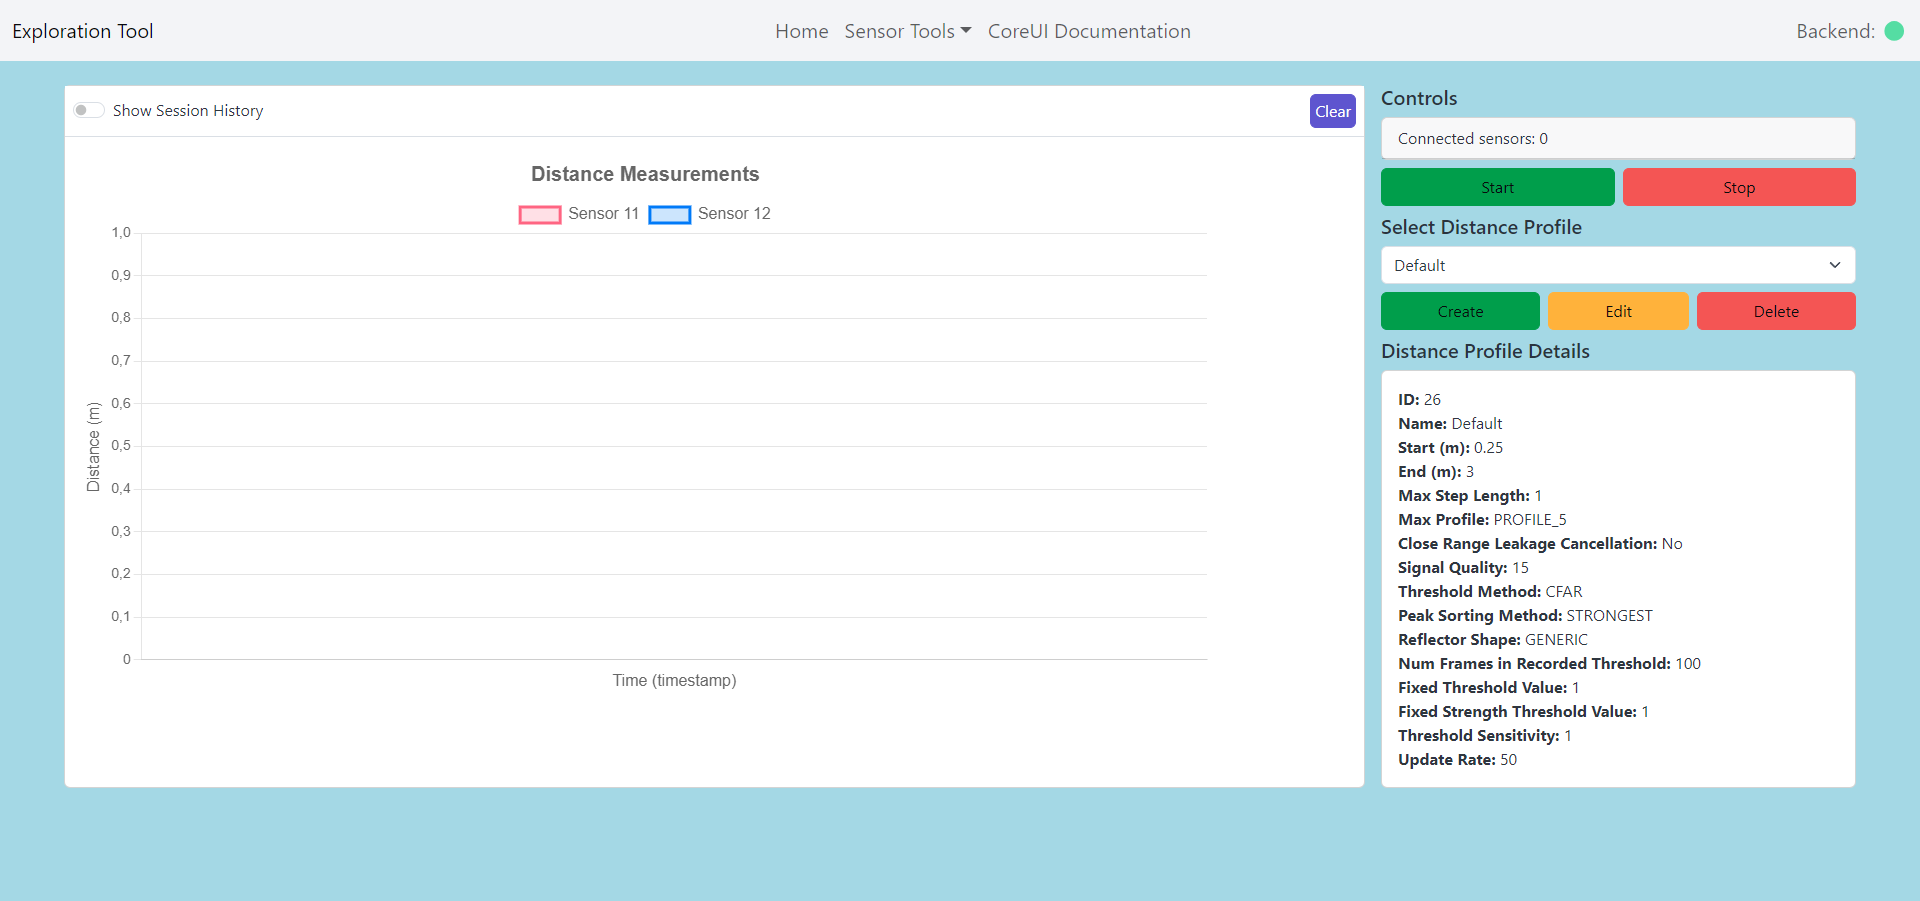 Exploration Tool
Home Sensor Tools CoreUI Documentation
Backend:
Show Session History
Clear
Distance Measurements
Sensor 11 Sensor 12
1,0
0,9
0,8
0,7
0,6
0,5
0,4
0,3
0,2
0,1
0
Distance (m)
Time (timestamp)
Controls
Connected sensors: 0
Start Stop
Select Distance Profile
Default
Create Edit Delete
Distance Profile Details
ID: 26
Name: Default
Start (m): 0.25
End (m): 3
Max Step Length: 1
Max Profile: PROFILE_5
Close Range Leakage Cancellation: No
Signal Quality: 15
Threshold Method: CFAR
Peak Sorting Method: STRONGEST
Reflector Shape: GENERIC
Num Frames in Recorded Threshold: 100
Fixed Threshold Value: 1
Fixed Strength Threshold Value: 1
Threshold Sensitivity: 1
Update Rate: 50